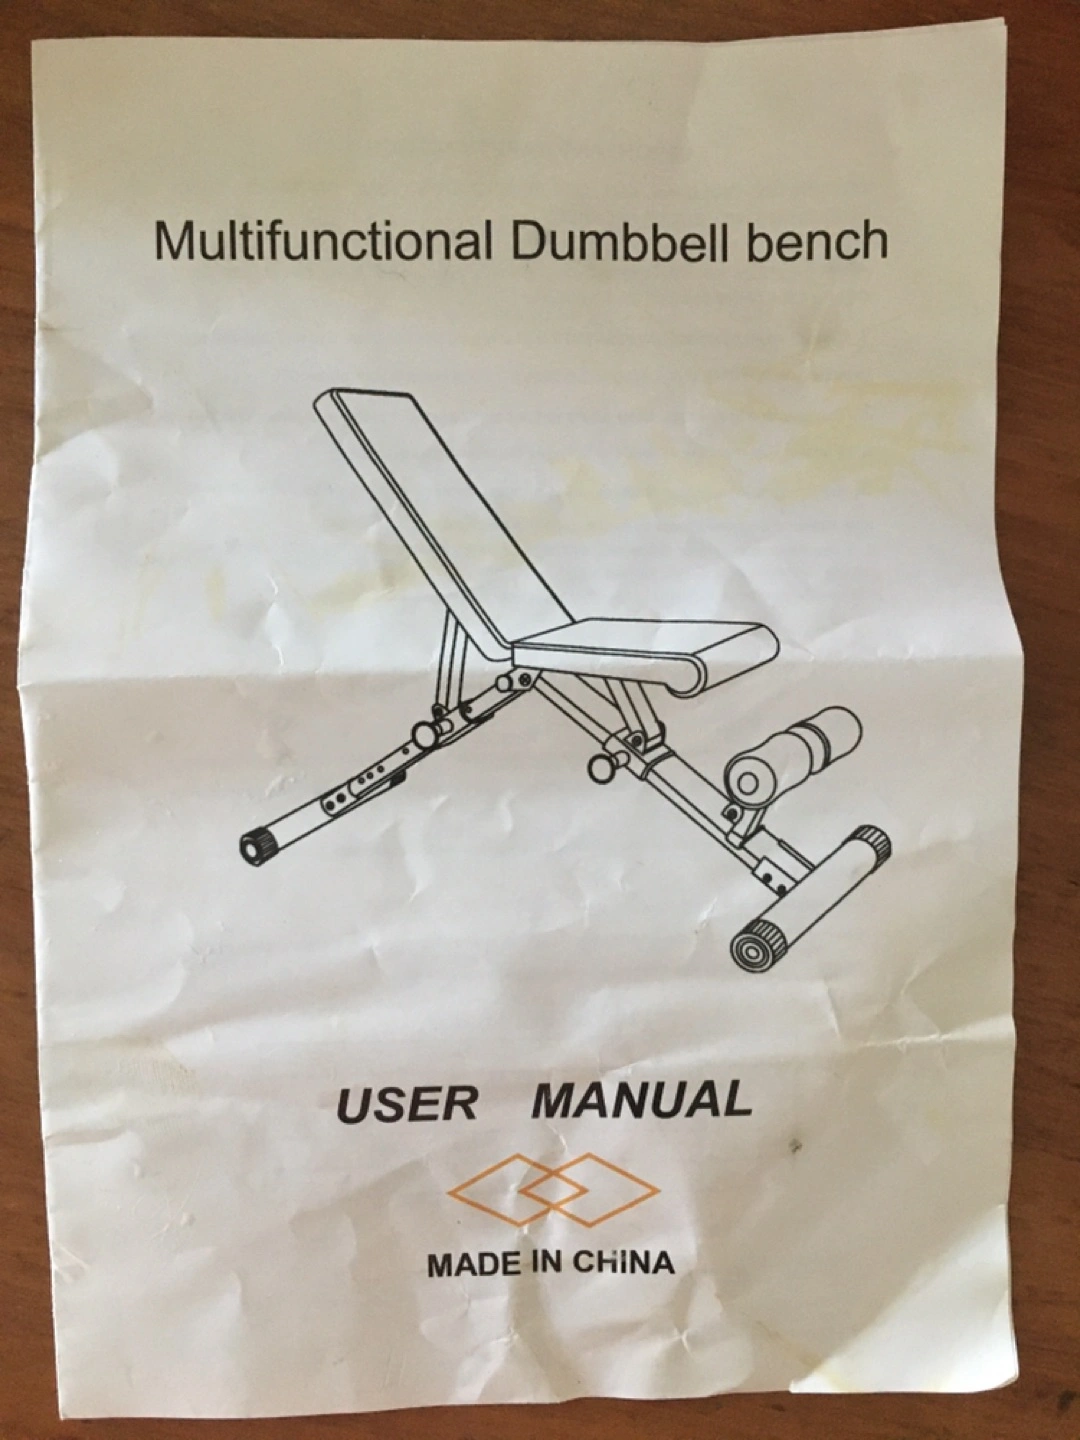 Multifunctional Dumbbell bench
USER MANUAL
MADE IN CHINA